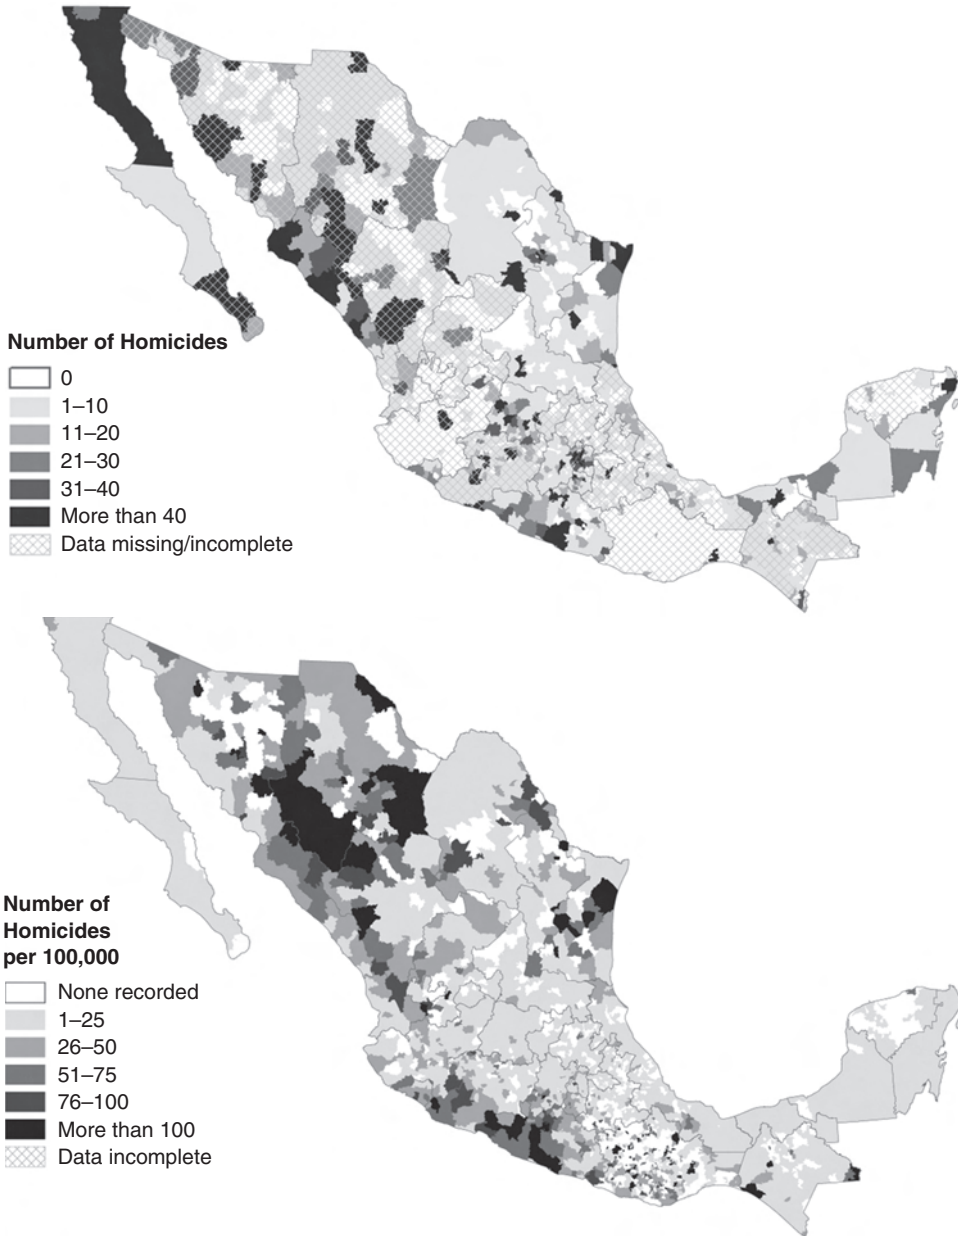 Number of Homicides
0
1–10
11–20
21–30
31–40
More than 40
Data missing/incomplete
Number of
Homicides
per 100,000
None recorded
1–25
26–50
51–75
76–100
More than 100
Data incomplete